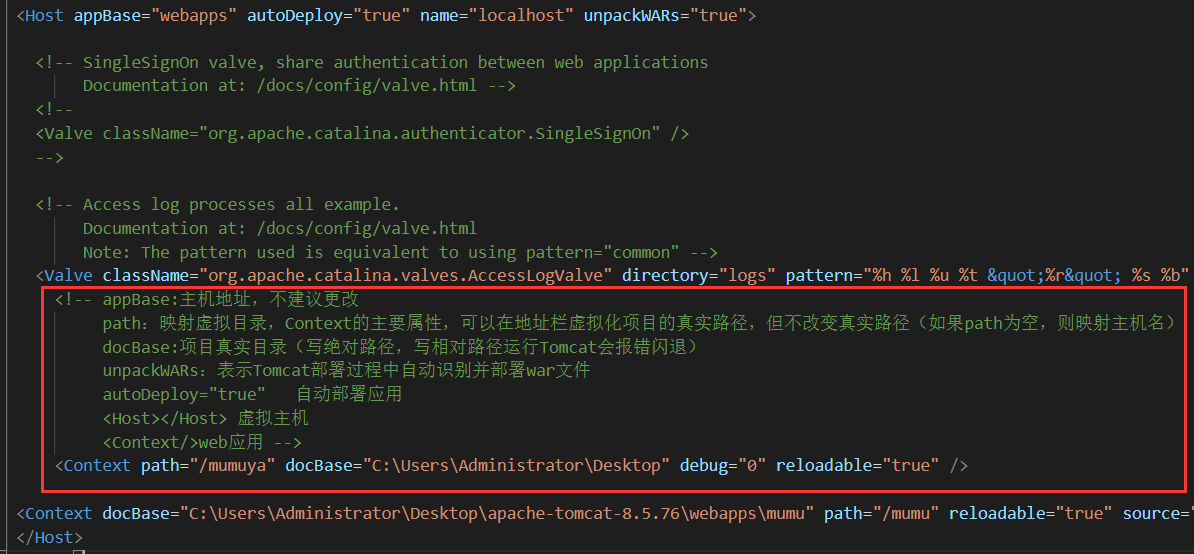 <Host appBase="webapps" autoDeploy="true" name="localhost" unpackWARs="true">
<!-- SingleSignOn valve, share authentication between web applications
Documentation at: /docs/config/valve.html -->
<!--
<Valve className="org.apache.catalina.authenticator.SingleSignOn" />
-->
<!-- Access log processes all example.
Documentation at: /docs/config/valve.html
Note: The pattern used is equivalent to using pattern="common" -->
<Valve className="org.apache.catalina.valves.AccessLogValve" directory="logs" pattern="%h %l %u %t &quot;%r&quot; %s %b"
<!-- appBase:主机地址，不建议更改
path：映射虚拟目录，Context的主要属性，可以在地址栏虚拟化项目的真实路径，但不改变真实路径（如果path为空，则映射主机名）
docBase:项目真实目录（写绝对路径，写相对路径运行Tomcat会报错闪退）
unpackWARs：表示Tomcat部署过程中自动识别并部署war文件
autoDeploy="true"   自动部署应用
<Host></Host> 虚拟主机
<Context/>web应用 -->
<Context path="/mumuya" docBase="C:\Users\Administrator\Desktop" debug="0" reloadable="true" />
<Context docBase="C:\Users\Administrator\Desktop\apache-tomcat-8.5.76\webapps\mumu" path="/mumu" reloadable="true" source="
</Host>